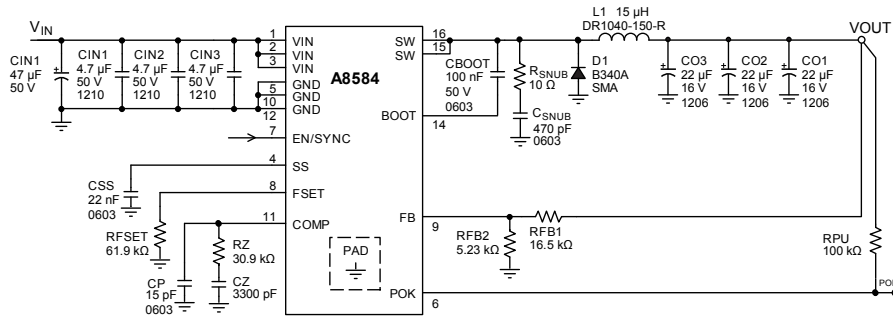 VIN
CIN1
47 µF
50 V
CIN1
4.7 µF
50 V
1210
CIN2
4.7 µF
50 V
1210
CIN3
4.7 µF
50 V
1210
1
2
3
5
10
12
7
4
8
11
VIN
VIN
VIN
GND
GND
GND
EN/SYNC
SS
FSET
COMP
A8584
PAD
SW
SW
BOOT
FB
POK
16
15
14
9
6
CSS
22 nF
0603
RFSET
61.9 kΩ
CP
15 pF
0603
RZ
30.9 kΩ
CZ
3300 pF
CBOOT
100 nF
50 V
0603
RSNUB
10 Ω
CSNUB
470 pF
0603
D1
B340A
SMA
L1 15 µH
DR1040-150-R
CO3
22 µF
16 V
1206
CO2
22 µF
16 V
1206
CO1
22 µF
16 V
1206
VOUT
RFB2
5.23 kΩ
RFB1
16.5 kΩ
RPU
100 kΩ